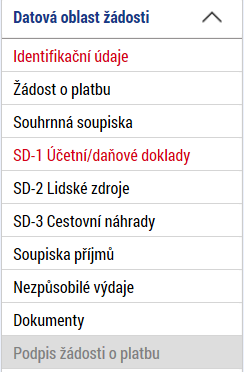 Datová oblast žádosti
Identifikační údaje
Žádost o platbu
Souhrnná soupiska
SD-1 Účetní/daňové doklady
SD-2 Lidské zdroje
SD-3 Cestovní náhrady
Soupiska příjmů
Nezpůsobilé výdaje
Dokumenty
Podpis žádosti o platbu